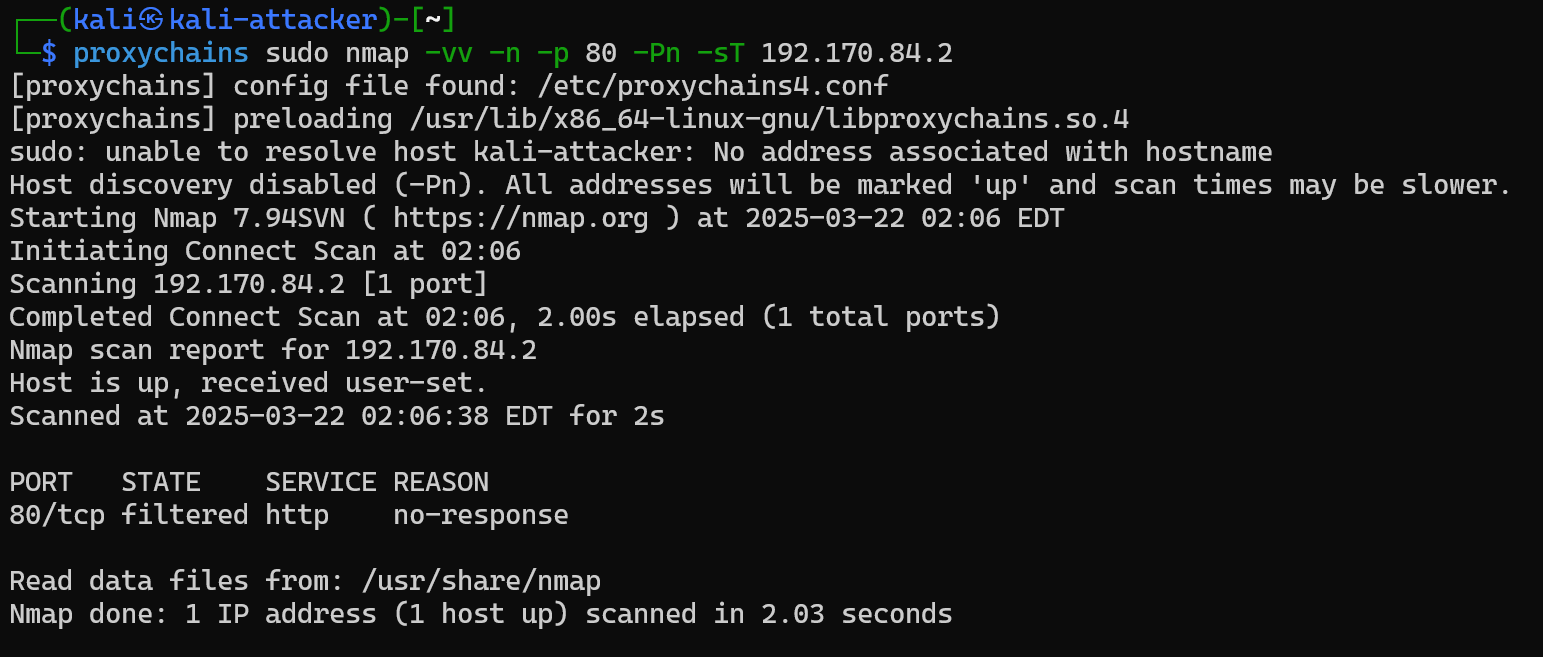 ┌──(kali㉿kali-attacker)-[~]
└─$ proxychains sudo nmap -vv -n -p 80 -Pn -sT 192.170.84.2
[proxychains] config file found: /etc/proxychains4.conf
[proxychains] preloading /usr/lib/x86_64-linux-gnu/libproxychains.so.4
sudo: unable to resolve host kali-attacker: No address associated with hostname
Host discovery disabled (-Pn). All addresses will be marked 'up' and scan times may be slower.
Starting Nmap 7.94SVN ( https://nmap.org ) at 2025-03-22 02:06 EDT
Initiating Connect Scan at 02:06
Scanning 192.170.84.2 [1 port]
Completed Connect Scan at 02:06, 2.00s elapsed (1 total ports)
Nmap scan report for 192.170.84.2
Host is up, received user-set.
Scanned at 2025-03-22 02:06:38 EDT for 2s
PORT   STATE    SERVICE REASON
80/tcp filtered http    no-response
Read data files from: /usr/share/nmap
Nmap done: 1 IP address (1 host up) scanned in 2.03 seconds